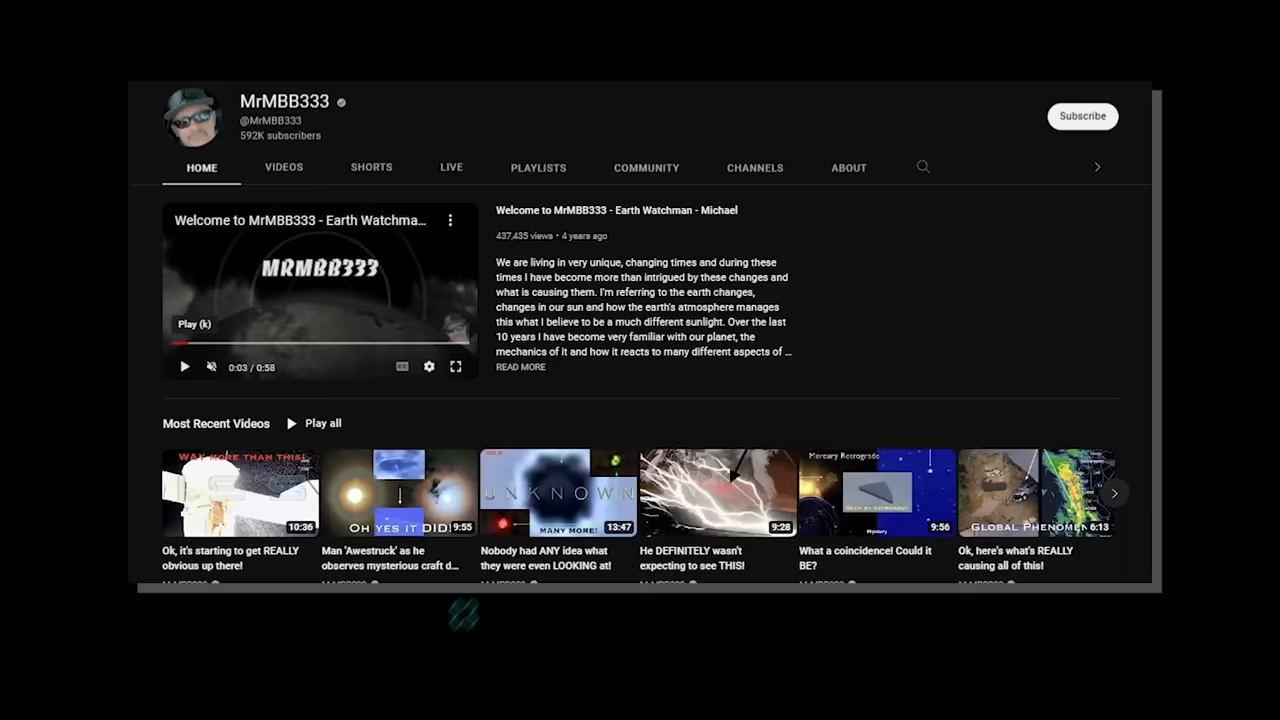 MrMBB333
@MrMBB333
592K subscribers
Subscribe
HOME VIDEOS SHORTS LIVE PLAYLISTS COMMUNITY CHANNELS ABOUT
Welcome to MrMBB333 - Earth Watchma...
MRMBB333
Play (k)
0:03 / 0:58
Welcome to MrMBB333 - Earth Watchman - Michael
437,435 views • 4 years ago
We are living in very unique, changing times and during these
times I have become more than intrigued by these changes and
what is causing them. I'm referring to the earth changes,
changes in our sun and how the earth's atmosphere manages
this what I believe to be a much different sunlight. Over the last
10 years I have become very familiar with our planet, the
mechanics of it and how it reacts to many different aspects of ...
READ MORE
Most Recent Videos Play all
WAY MORE THAN THIS!
10:36
Ok, it's starting to get REALLY
obvious up there!
OH YES IT DID!
9:55
Man 'Awestruck' as he
observes mysterious craft d...
UNKNOWN
MANY MORE!
13:47
Nobody had ANY idea what
they were even LOOKING at!
9:28
He DEFINITELY wasn't
expecting to see THIS!
Mercury Retrograde
SEEN BY ASTRONAUT
Mercury
9:56
What a coincidence! Could it
BE?
GLOBAL PHENOMEN
6:13
Ok, here's what's REALLY
causing all of this!